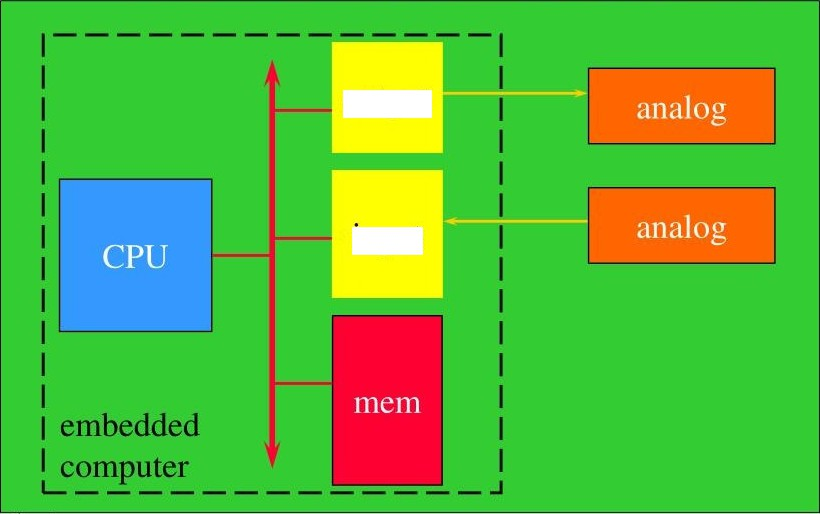 analog
analog
CPU
mem
embedded
computer